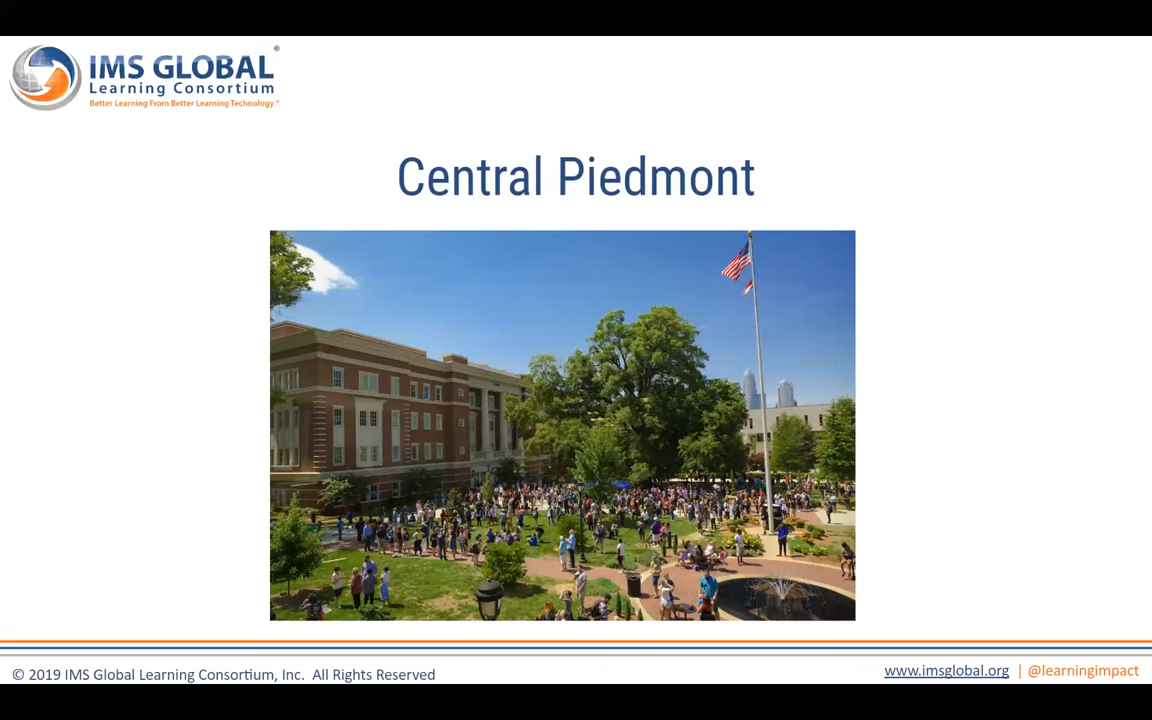 IMS GLOBAL®
Learning Consortium
Better Learning From Better Learning Technology®
Central Piedmont
© 2019 IMS Global Learning Consortium, Inc. All Rights Reserved
www.imsglobal.org | @learningimpact